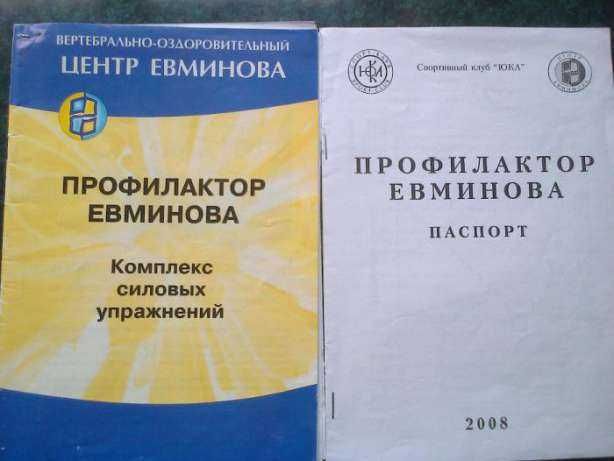 ВЕРТЕБРАЛЬНО-ОЗДОРОВИТЕЛЬНЫЙ
ЦЕНТР ЕВМИНОВА
ПРОФИЛАКТОР
ЕВМИНОВА
Комплекс
силовых
упражнений
Спортивный клуб "ЮКА"
ПРОФИЛАКТОР
ЕВМИНОВА
ПАСПОРТ
2008